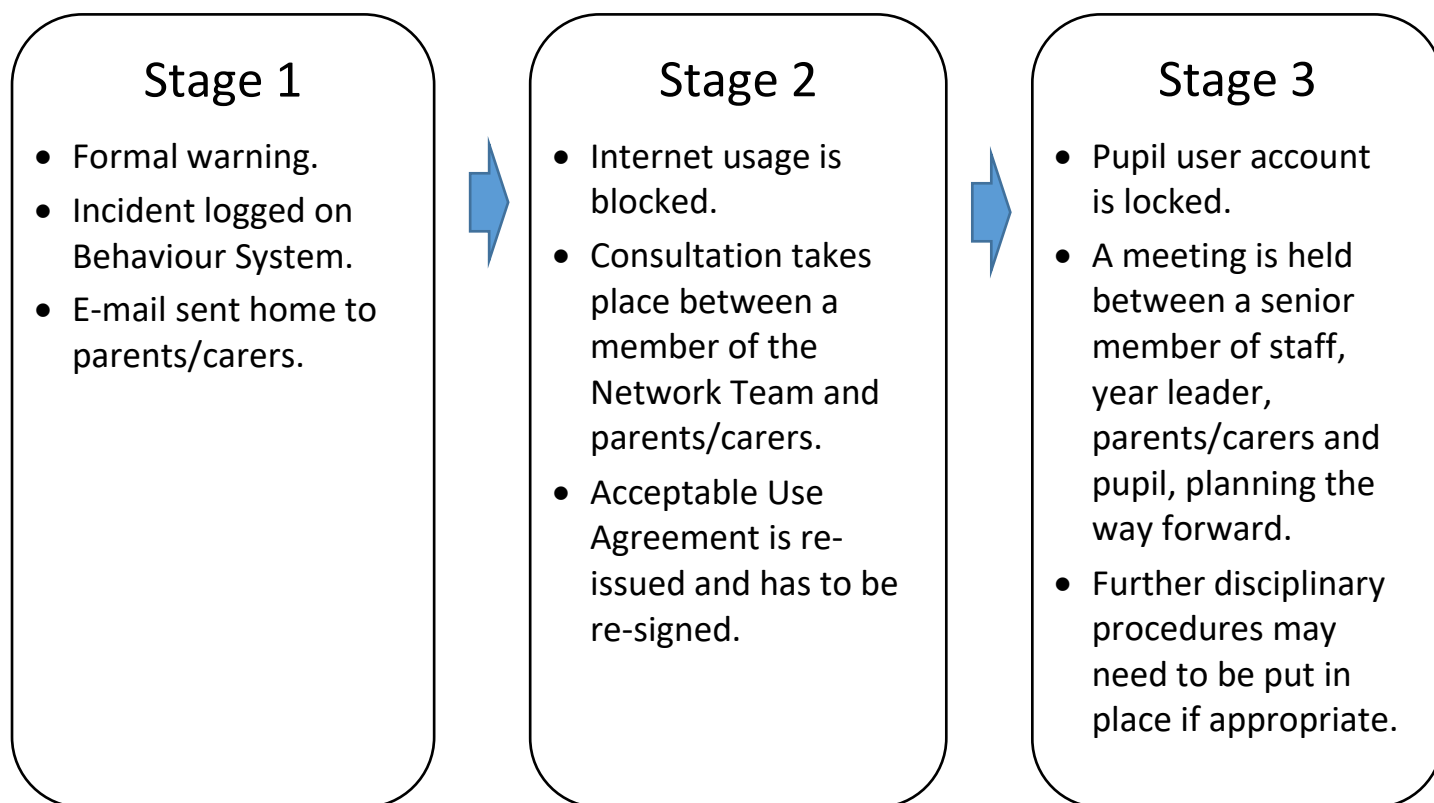 Stage 1
• Formal warning.
• Incident logged on
Behaviour System.
• E-mail sent home to
parents/carers.
Stage 2
• Internet usage is
blocked.
• Consultation takes
place between a
member of the
Network Team and
parents/carers.
• Acceptable Use
Agreement is re-
issued and has to be
re-signed.
Stage 3
• Pupil user account
is locked.
• A meeting is held
between a senior
member of staff,
year leader,
parents/carers and
pupil, planning the
way forward.
• Further disciplinary
procedures may
need to be put in
place if appropriate.